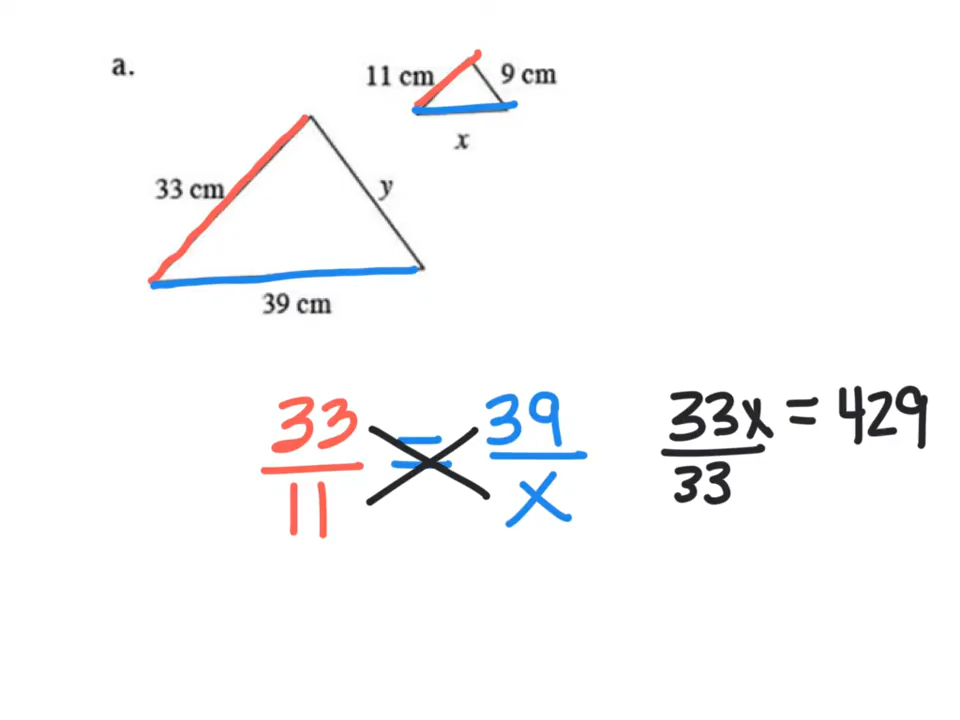 a.
11 cm
9 cm
x
33 cm
y
39 cm
33
11
=
39
x
33x = 429
33